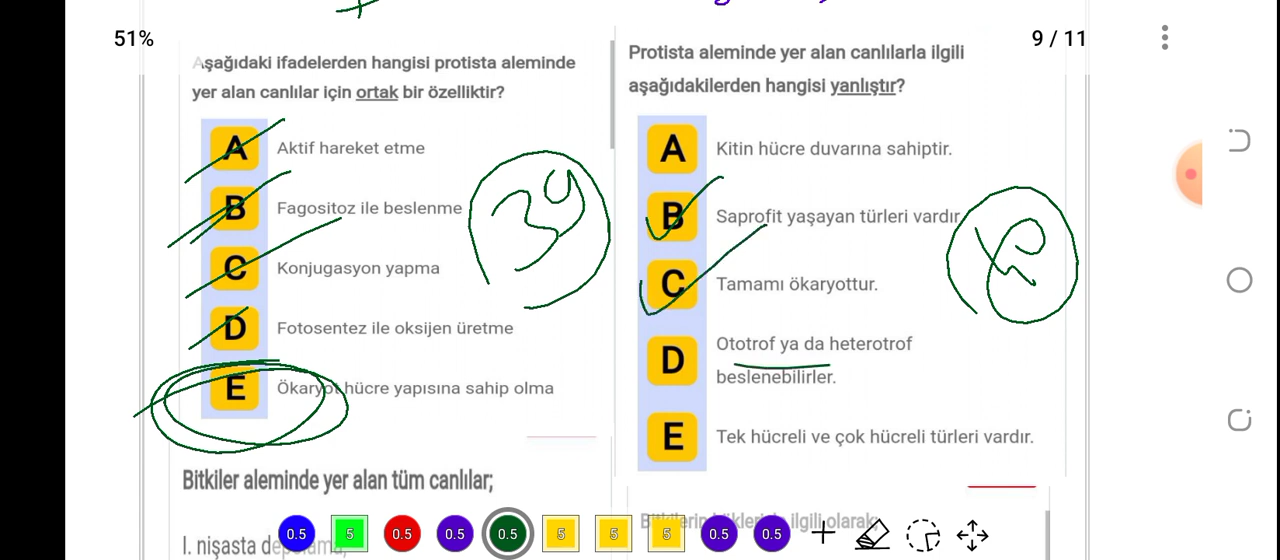 51%
9 / 11
Aşağıdaki ifadelerden hangisi protista aleminde
yer alan canlılar için ortak bir özelliktir?
A Aktif hareket etme
B Fagositoz ile beslenme
C Konjugasyon yapma
D Fotosentez ile oksijen üretme
E Ökaryot hücre yapısına sahip olma
39
Bitkiler aleminde yer alan tüm canlılar;
I. nişasta depolama,
Protista aleminde yer alan canlılarla ilgili
aşağıdakilerden hangisi yanlıştır?
A Kitin hücre duvarına sahiptir.
B Saprofit yaşayan türleri vardır.
C Tamamı ökaryottur.
D Ototrof ya da heterotrof
beslenebilirler.
E Tek hücreli ve çok hücreli türleri vardır.
ilgili olarak;
0.5 5 0.5 0.5 0.5 5 5 5 0.5 0.5